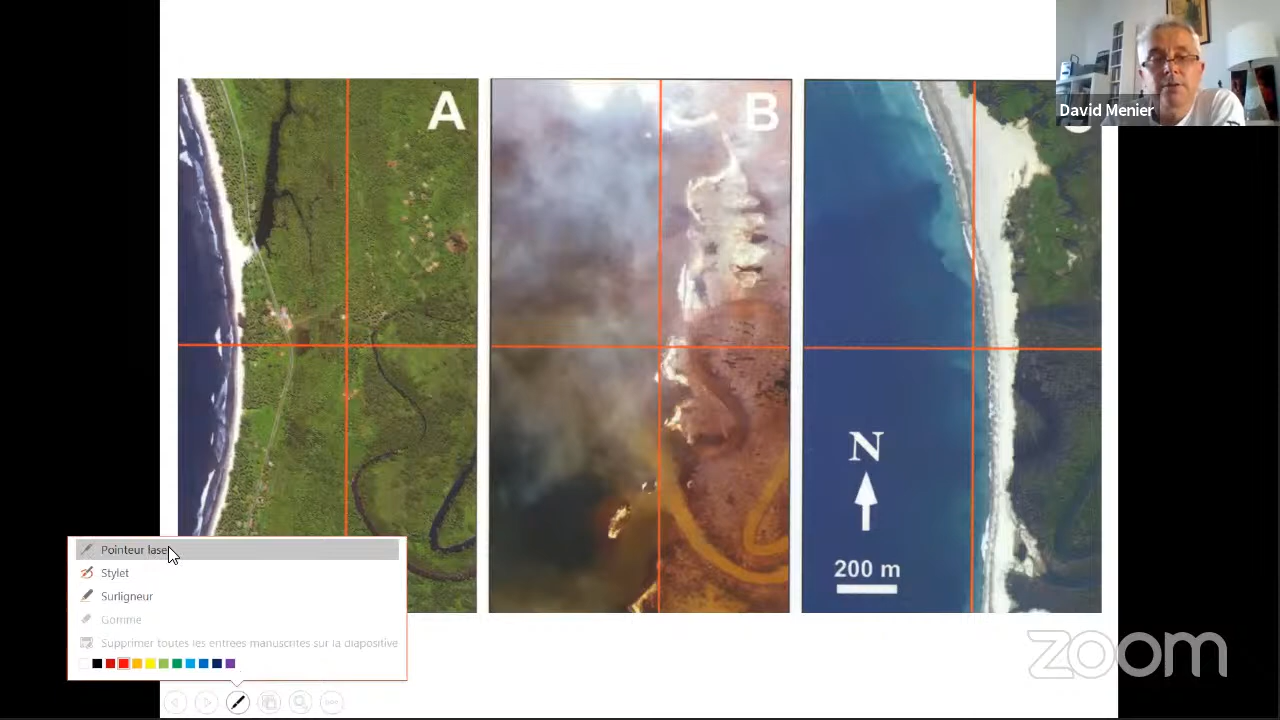 David Menier
A
B
N
200 m
Pointeur laser
Stylet
Surligneur
Gomme
Supprimer toutes les entrées manuscrites sur la diapositive
zoom